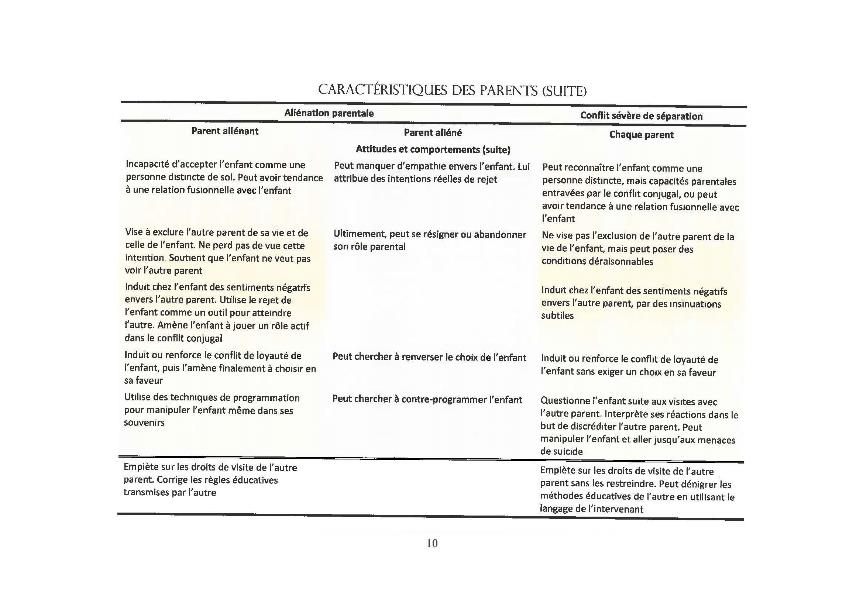 CARACTÉRISTIQUES DES PARENTS (SUITE)
Aliénation parentale
Conflit sévère de séparation
Parent aliénant
Parent aliéné
Chaque parent
Attitudes et comportements (suite)
Incapacité d'accepter l'enfant comme une
personne distincte de soi. Peut avoir tendance
à une relation fusionnelle avec l'enfant
Peut manquer d'empathie envers l'enfant. Lui
attribue des intentions réelles de rejet
Peut reconnaître l'enfant comme une
personne distincte, mais capacités parentales
entravées par le conflit conjugal, ou peut
avoir tendance à une relation fusionnelle avec
l'enfant
Vise à exclure l'autre parent de sa vie et de
celle de l'enfant. Ne perd pas de vue cette
intention. Soutient que l'enfant ne veut pas
voir l'autre parent
Ultimement, peut se résigner ou abandonner
son rôle parental
Ne vise pas l'exclusion de l'autre parent de la
vie de l'enfant, mais peut poser des
conditions déraisonnables
Induit chez l'enfant des sentiments négatifs
envers l'autre parent. Utilise le rejet de
l'enfant comme un outil pour atteindre
l'autre. Amène l'enfant à jouer un rôle actif
dans le conflit conjugal
Induit chez l'enfant des sentiments négatifs
envers l'autre parent, par des insinuations
subtiles
Induit ou renforce le conflit de loyauté de
l'enfant, puis l'amène finalement à choisir en
sa faveur
Peut chercher à renverser le choix de l'enfant
Induit ou renforce le conflit de loyauté de
l'enfant sans exiger un choix en sa faveur
Utilise des techniques de programmation
pour manipuler l'enfant même dans ses
souvenirs
Peut chercher à contre-programmer l'enfant
Questionne l'enfant suite aux visites avec
l'autre parent. Interprète ses réactions dans le
but de discréditer l'autre parent. Peut
manipuler l'enfant et aller jusqu'aux menaces
de suicide
Empiète sur les droits de visite de l'autre
parent. Corrige les règles éducatives
transmises par l'autre
Empiète sur les droits de visite de l'autre
parent sans les restreindre. Peut dénigrer les
méthodes éducatives de l'autre en utilisant le
langage de l'intervenant
10